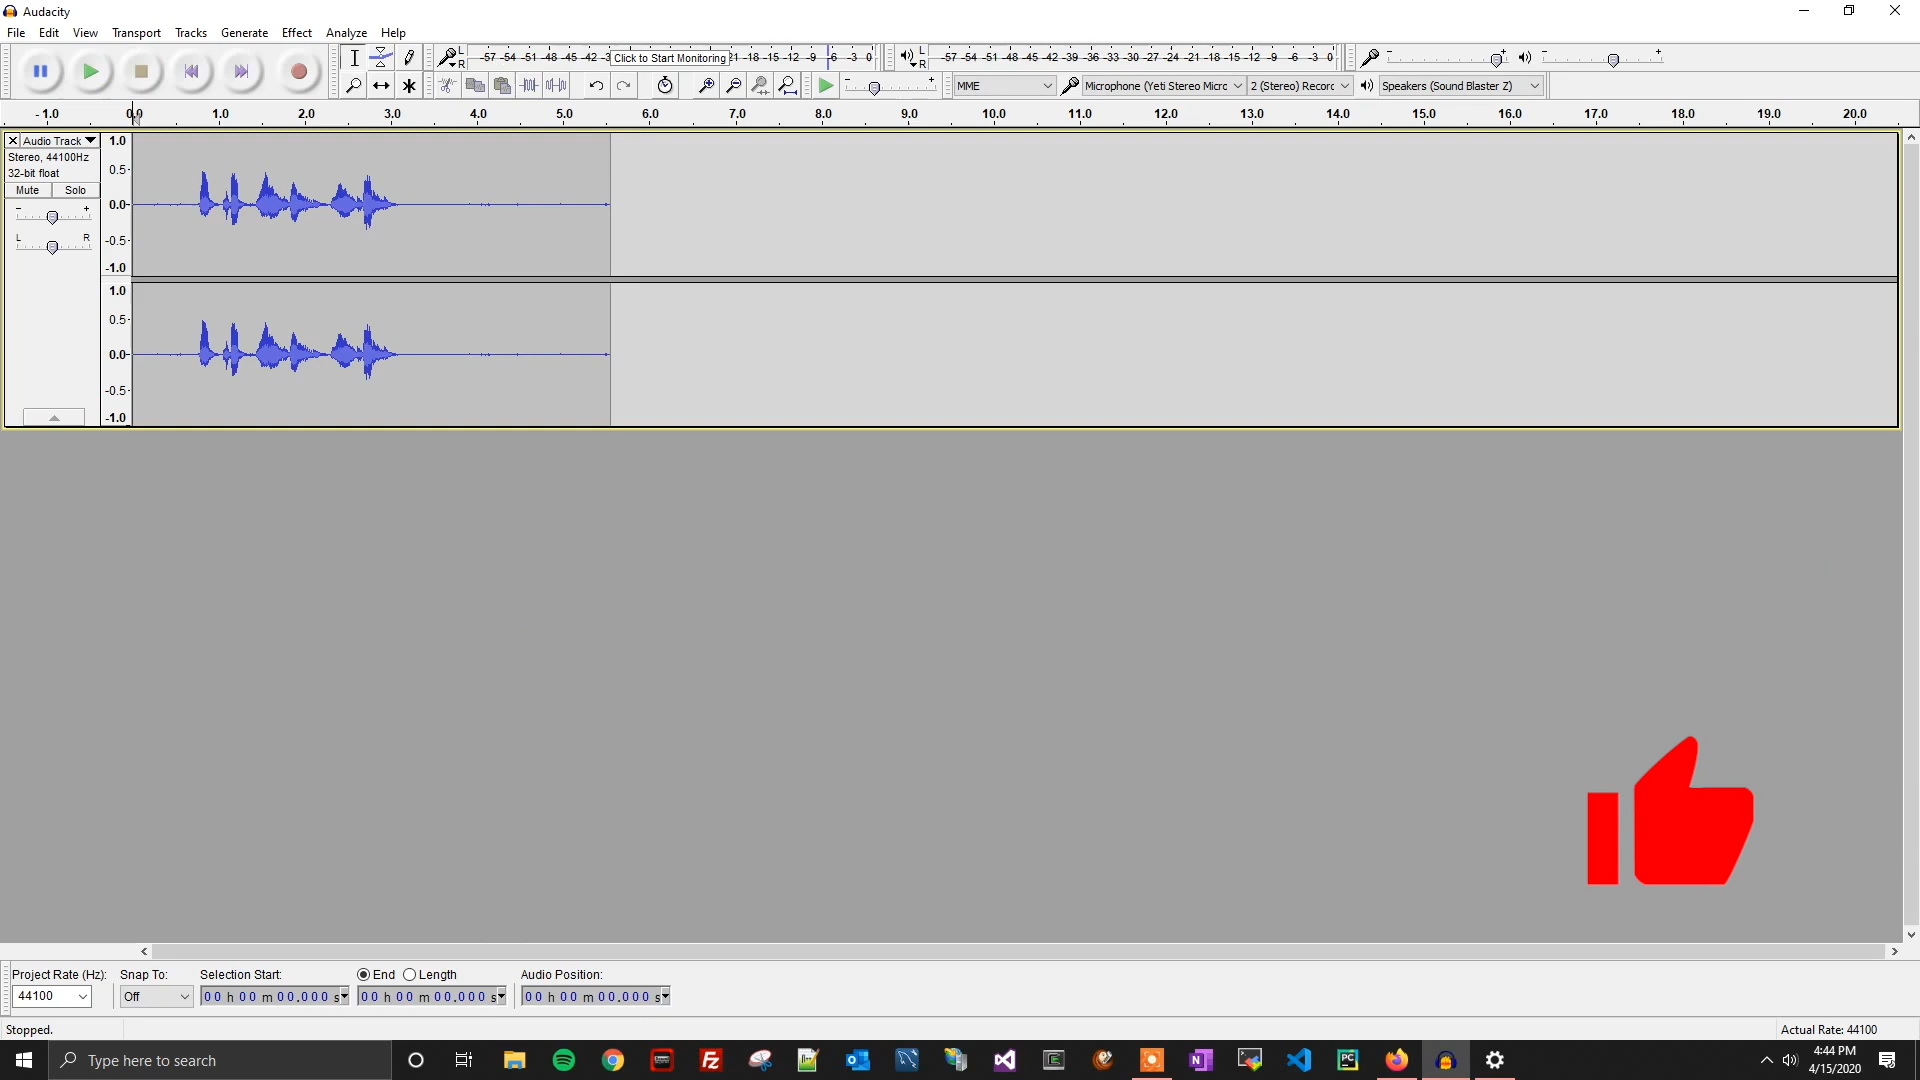 Audacity
File Edit View Transport Tracks Generate Effect Analyze Help
L R -57 -54 -51 -48 -45 -42 -3 Click to Start Monitoring 21 -18 -15 -12 -9 -6 -3 0 L R -57 -54 -51 -48 -45 -42 -39 -36 -33 -30 -27 -24 -21 -18 -15 -12 -9 -6 -3 0 - + - +
- + MME Microphone (Yeti Stereo Micrc 2 (Stereo) Recorc Speakers (Sound Blaster Z)
-1.0 0.0 1.0 2.0 3.0 4.0 5.0 6.0 7.0 8.0 9.0 10.0 11.0 12.0 13.0 14.0 15.0 16.0 17.0 18.0 19.0 20.0
Audio Track 1.0
Stereo, 44100Hz
32-bit float 0.5
Mute Solo
- + 0.0
L R -0.5
-1.0
1.0
0.5
0.0
-0.5
-1.0
Project Rate (Hz): Snap To: Selection Start: End Length Audio Position:
44100 Off 00 h 00 m 00.000 s 00 h 00 m 00.000 s 00 h 00 m 00.000 s
Stopped. Actual Rate: 44100
Type here to search
4:44 PM
4/15/2020